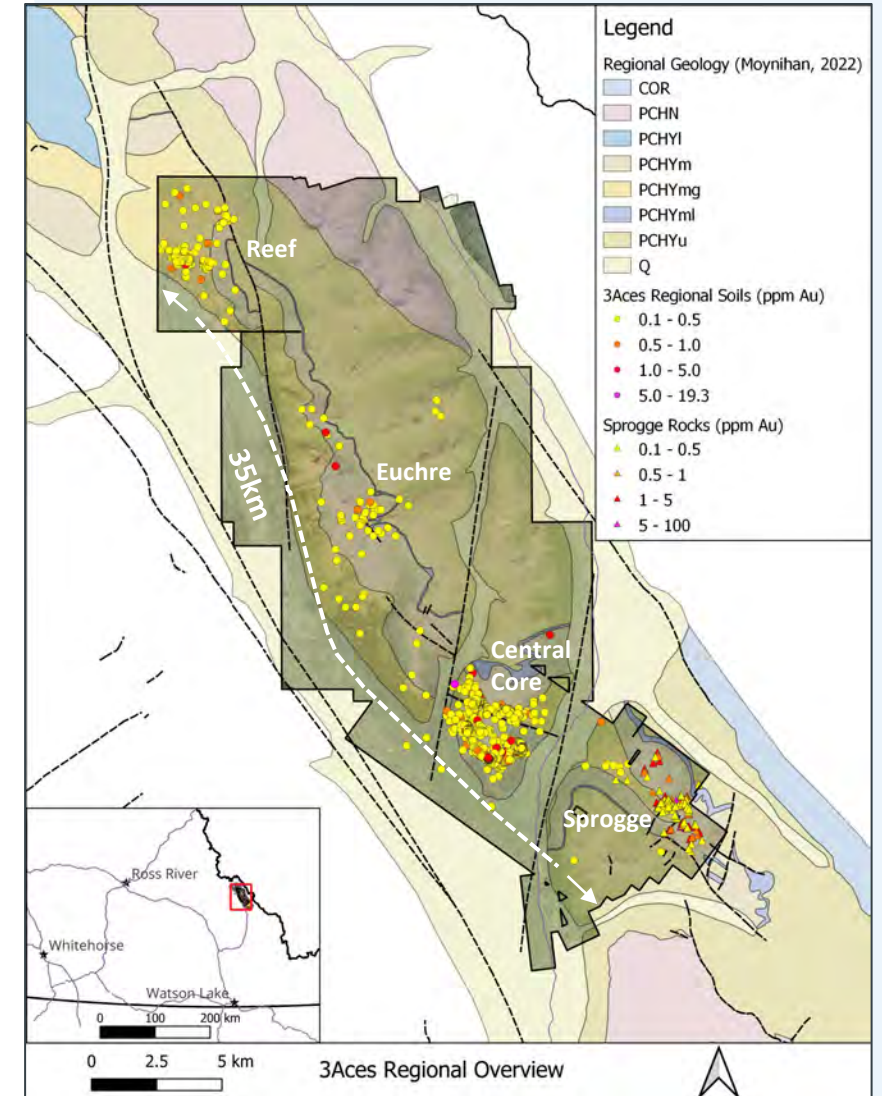 Legend
Regional Geology (Moynihan, 2022)
COR
PCHN
PCHYl
PCHYm
PCHYmg
PCHYml
PCHYu
Q
3Aces Regional Soils (ppm Au)
0.1 - 0.5
0.5 - 1.0
1.0 - 5.0
5.0 - 19.3
Sprogge Rocks (ppm Au)
0.1 - 0.5
0.5 - 1
1 - 5
5 - 100
Reef
Euchre
35km
Central
Core
Sprogge
Ross River
Whitehorse
Watson Lake
0 100 200 km
0 2.5 5 km
3Aces Regional Overview